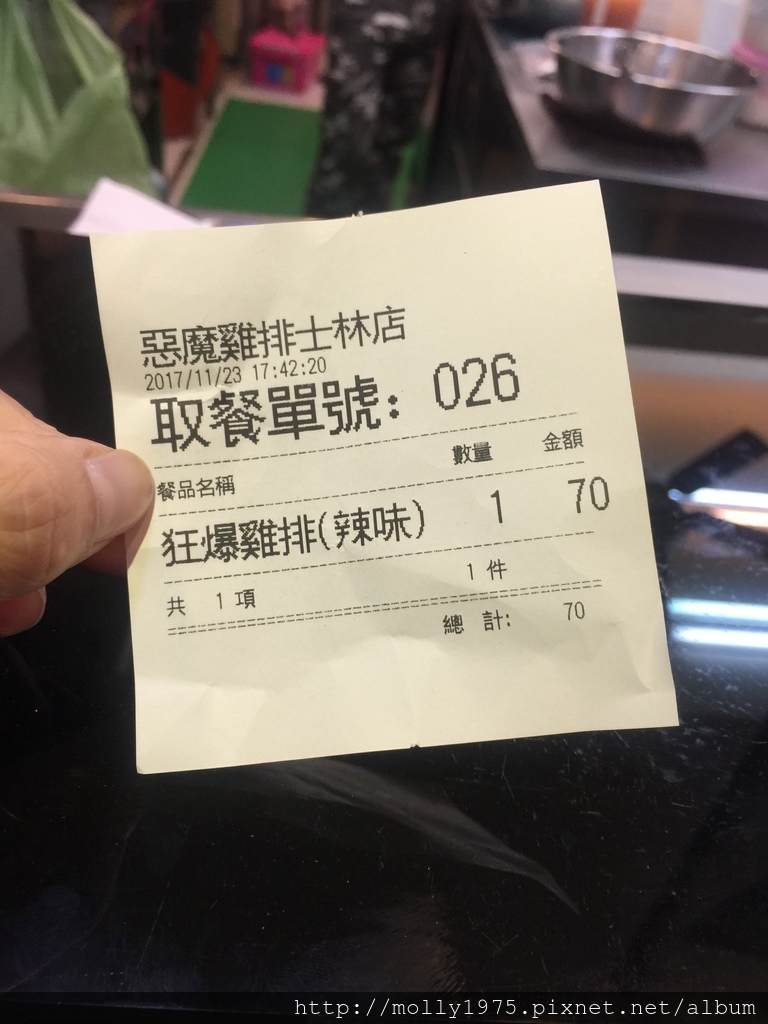 惡魔雞排士林店
2017/11/23 17:42:20
取餐單號: 026
餐品名稱 數量 金額
狂爆雞排(辣味) 1 70
共 1 項 1 件
總 計: 70
http://molly1975.pixnet.net/album